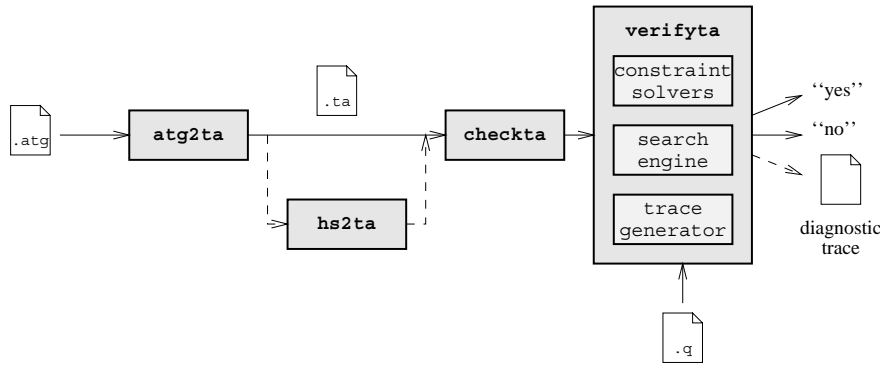 verifyta
constraint
solvers
.ta
‘‘yes’’
.atg
atg2ta
checkta
search
engine
‘‘no’’
hs2ta
trace
generator
diagnostic
trace
.q